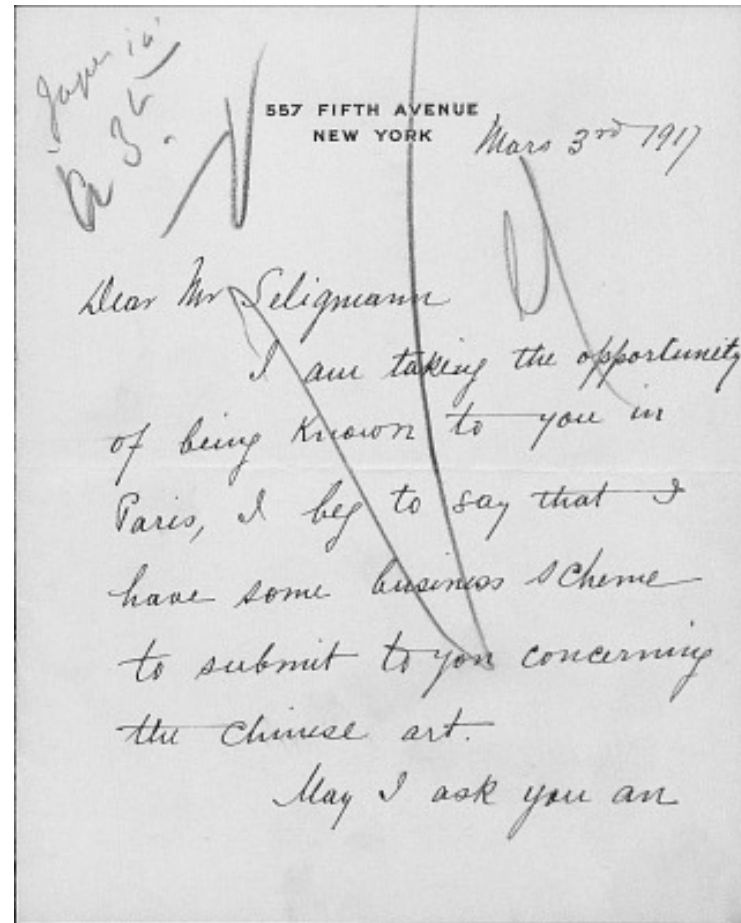 557 FIFTH AVENUE
NEW YORK
Mars 3rd 1917
Dear Mr Seligmann
I am taking the opportunity
of being known to you in
Paris, I beg to say that I
have some business scheme
to submit to you concerning
the chinese art.
May I ask you an